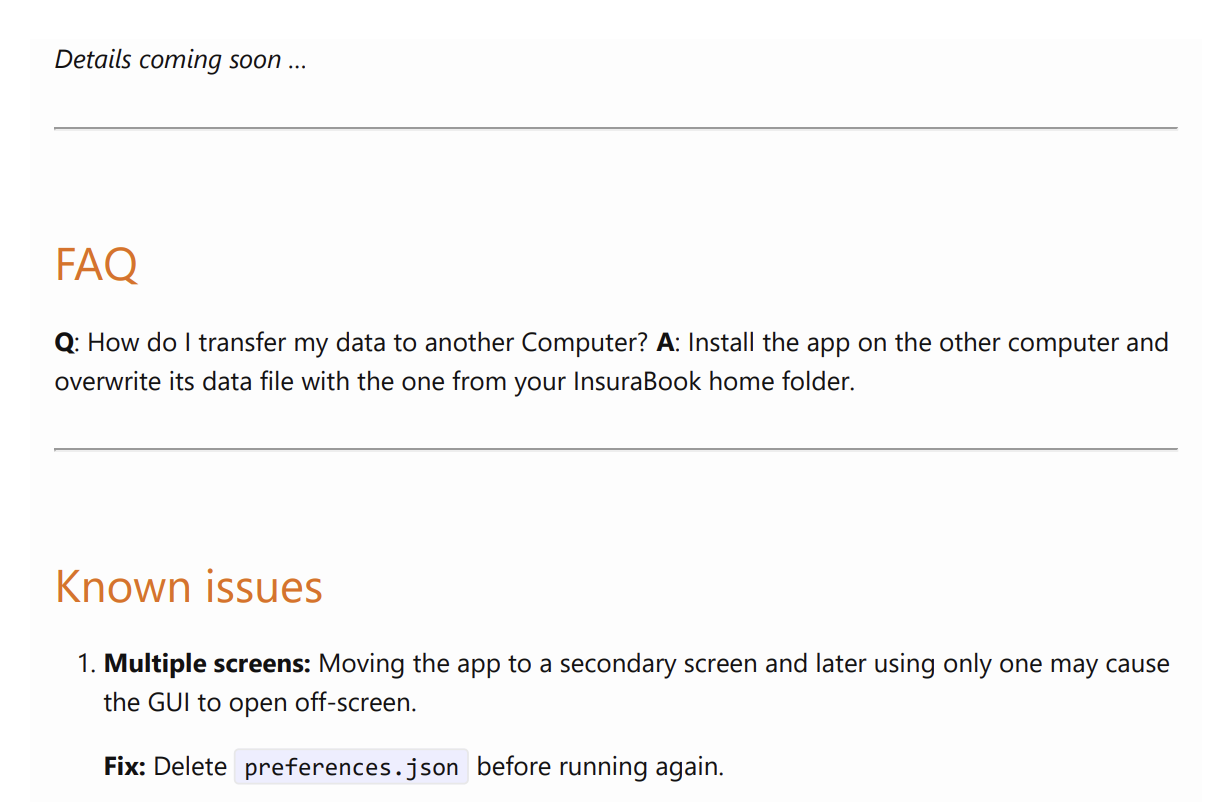 Details coming soon ...
FAQ
Q: How do I transfer my data to another Computer? A: Install the app on the other computer and
overwrite its data file with the one from your InsuraBook home folder.
Known issues
1. Multiple screens: Moving the app to a secondary screen and later using only one may cause
the GUI to open off-screen.
Fix: Delete preferences.json before running again.